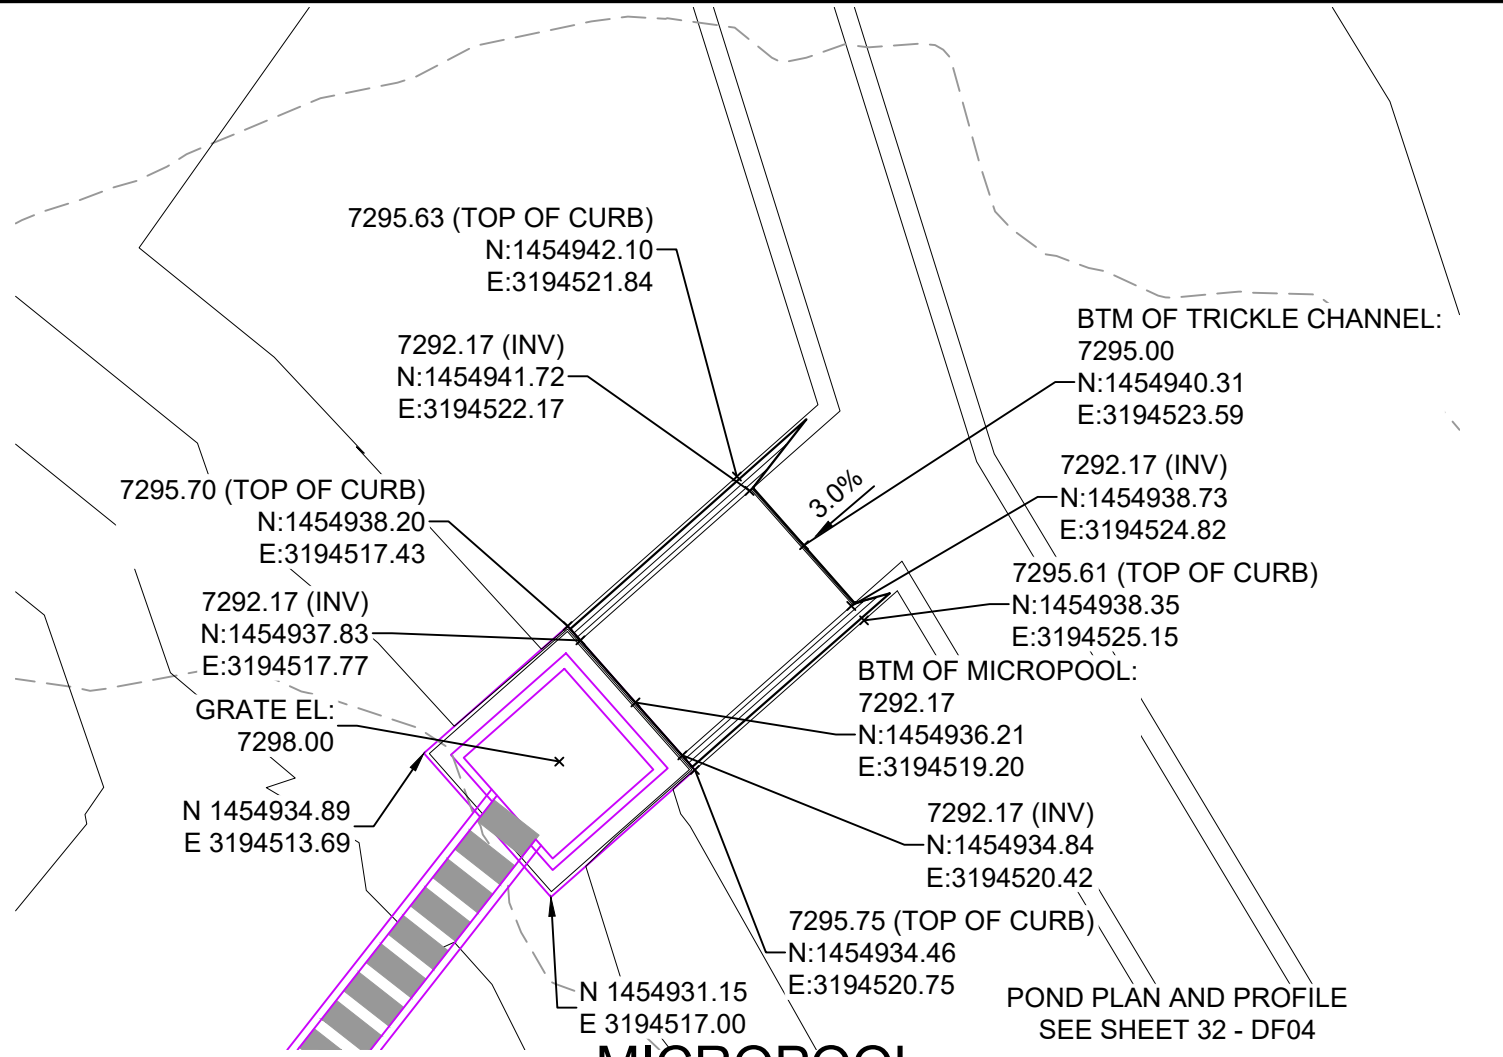 7295.63 (TOP OF CURB)
N:1454942.10
E:3194521.84
7292.17 (INV)
N:1454941.72
E:3194522.17
BTM OF TRICKLE CHANNEL:
7295.00
N:1454940.31
E:3194523.59
3.0%
7292.17 (INV)
N:1454938.73
E:3194524.82
7295.70 (TOP OF CURB)
N:1454938.20
E:3194517.43
7295.61 (TOP OF CURB)
N:1454938.35
E:3194525.15
7292.17 (INV)
N:1454937.83
E:3194517.77
BTM OF MICROPOOL:
7292.17
N:1454936.21
E:3194519.20
GRATE EL:
7298.00
N 1454934.89
E 3194513.69
7292.17 (INV)
N:1454934.84
E:3194520.42
7295.75 (TOP OF CURB)
N:1454934.46
E:3194520.75
N 1454931.15
E 3194517.00
POND PLAN AND PROFILE
SEE SHEET 32 - DF04
MICROPOOL